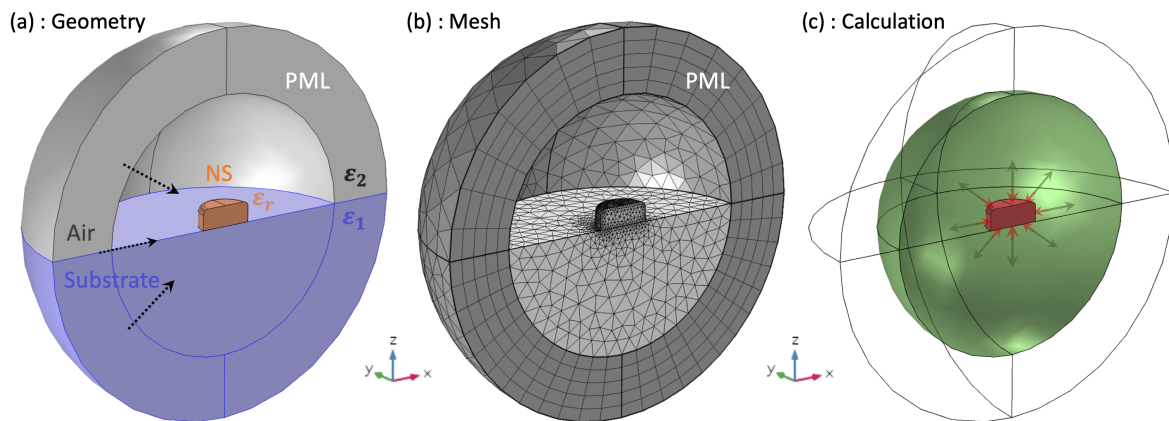 (a) : Geometry
PML
NS
ε₂
εᵣ
ε₁
Air
Substrate
z
y
x
(b) : Mesh
PML
z
y
x
(c) : Calculation
z
y
x